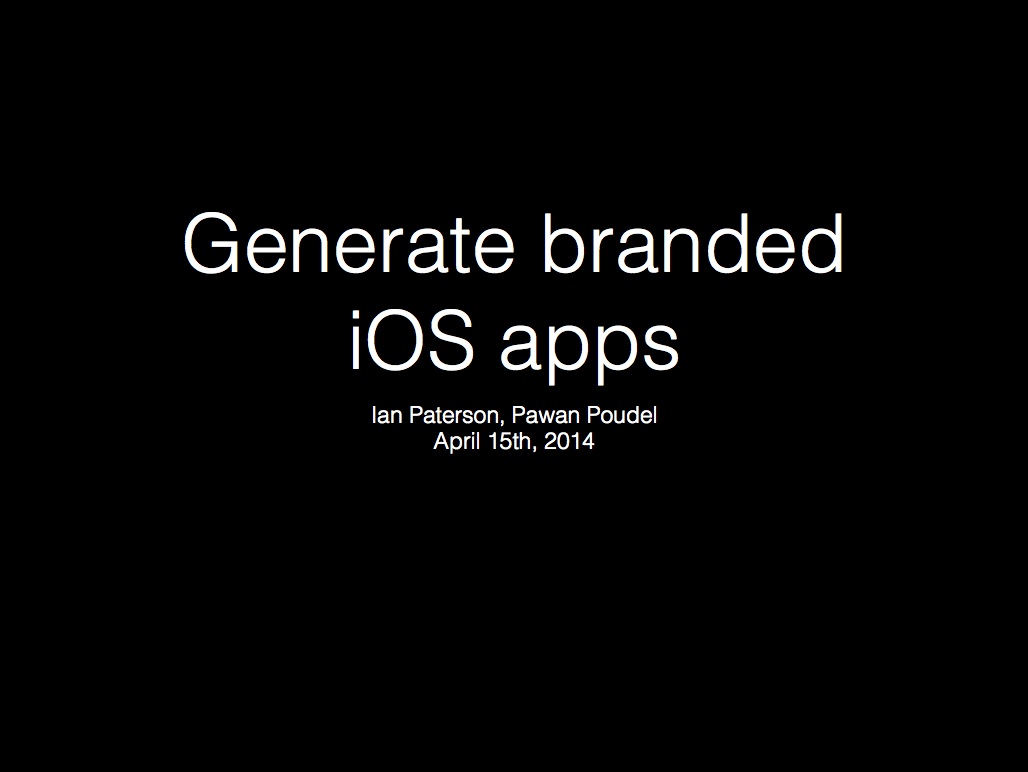 Generate branded
iOS apps
Ian Paterson, Pawan Poudel
April 15th, 2014